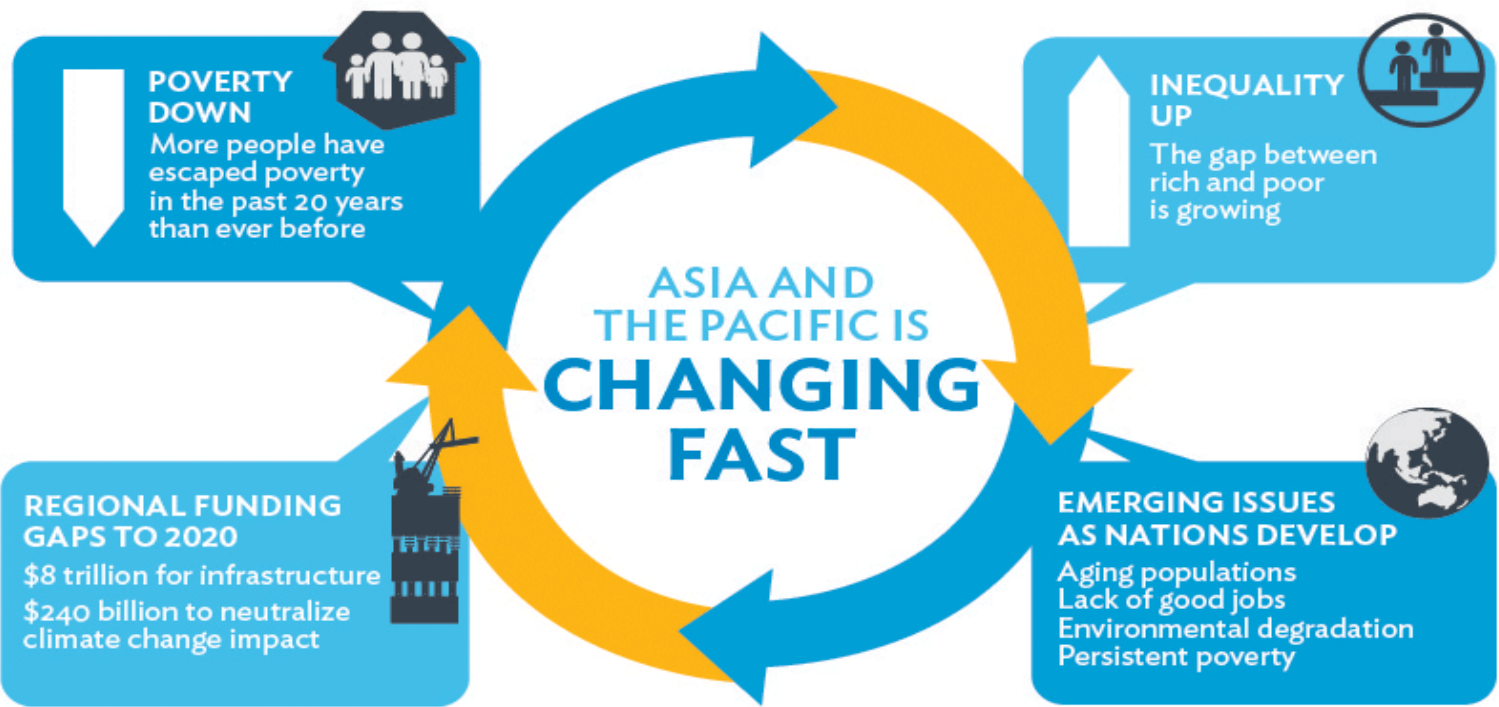 POVERTY
DOWN
More people have
escaped poverty
in the past 20 years
than ever before
INEQUALITY
UP
The gap between
rich and poor
is growing
ASIA AND
THE PACIFIC IS
CHANGING
FAST
REGIONAL FUNDING
GAPS TO 2020
$8 trillion for infrastructure
$240 billion to neutralize
climate change impact
EMERGING ISSUES
AS NATIONS DEVELOP
Aging populations
Lack of good jobs
Environmental degradation
Persistent poverty